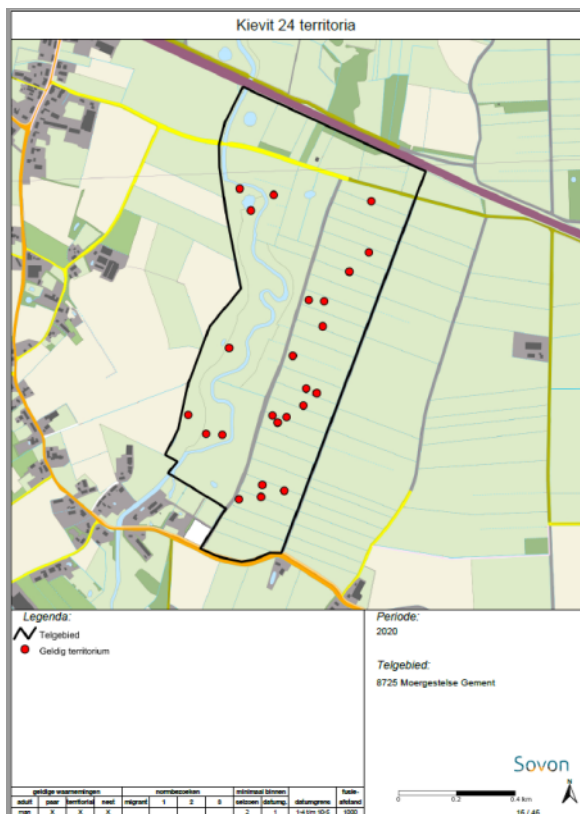 Kievit 24 territoria
Legenda:
Telgebied
Geldig territorium
Periode:
2020
Telgebied:
8725 Moergestelse Gement
Sovon
N
0 0.2 0.4 km
geldige waarnemingen normbezoeken minimaal binnen fusie-
adult paar territoriaal nest migrant 1 2 3 seizoen datumg. datumgrens afstand
man X X X 2 1 1000